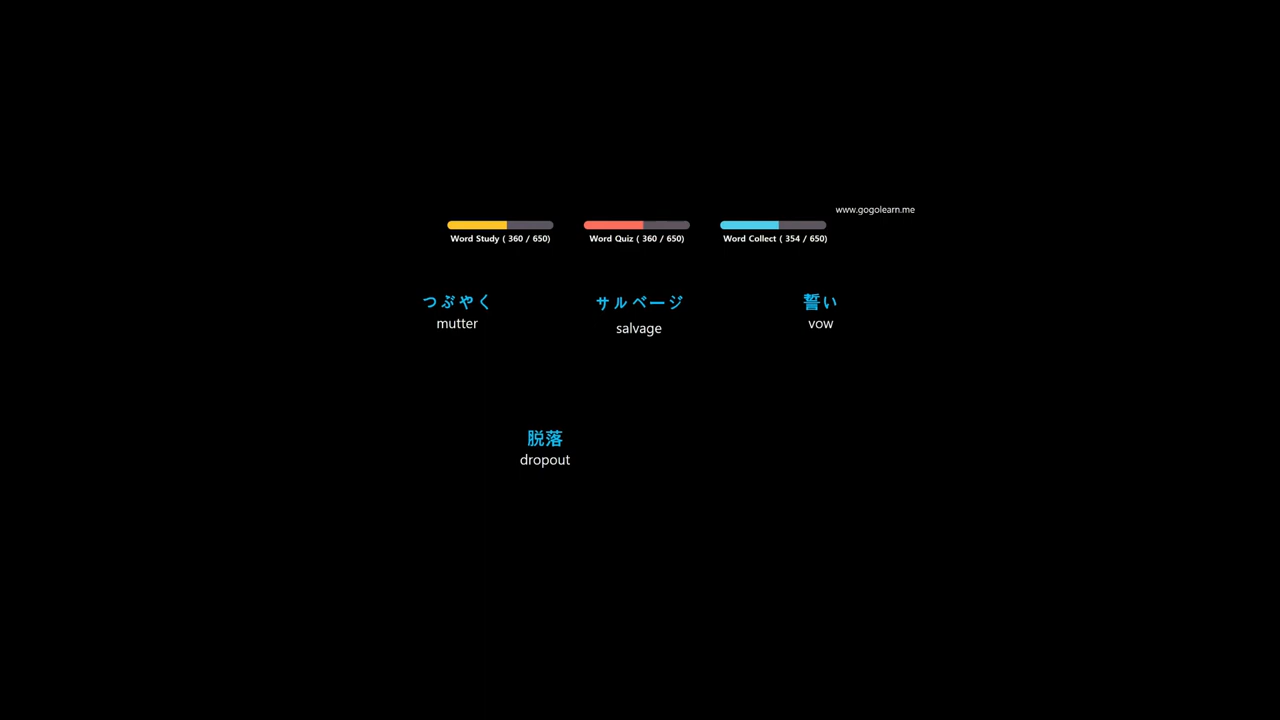 www.gogolearn.me
Word Study ( 360 / 650)
Word Quiz ( 360 / 650)
Word Collect ( 354 / 650)
つぶやく
mutter
サルベージ
salvage
誓い
vow
脱落
dropout